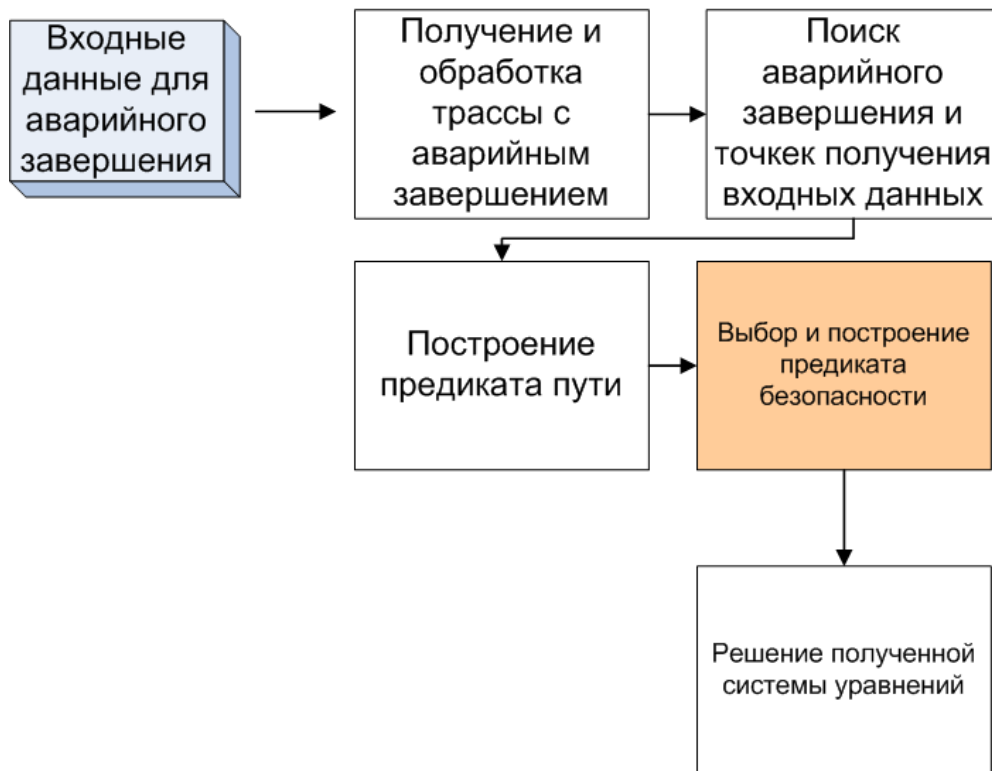 Входные
данные для
аварийного
завершения
Получение и
обработка
трассы с
аварийным
завершением
Поиск
аварийного
завершения и
точкек получения
входных данных
Построение
предиката пути
Выбор и построение
предиката
безопасности
Решение полученной
системы уравнений